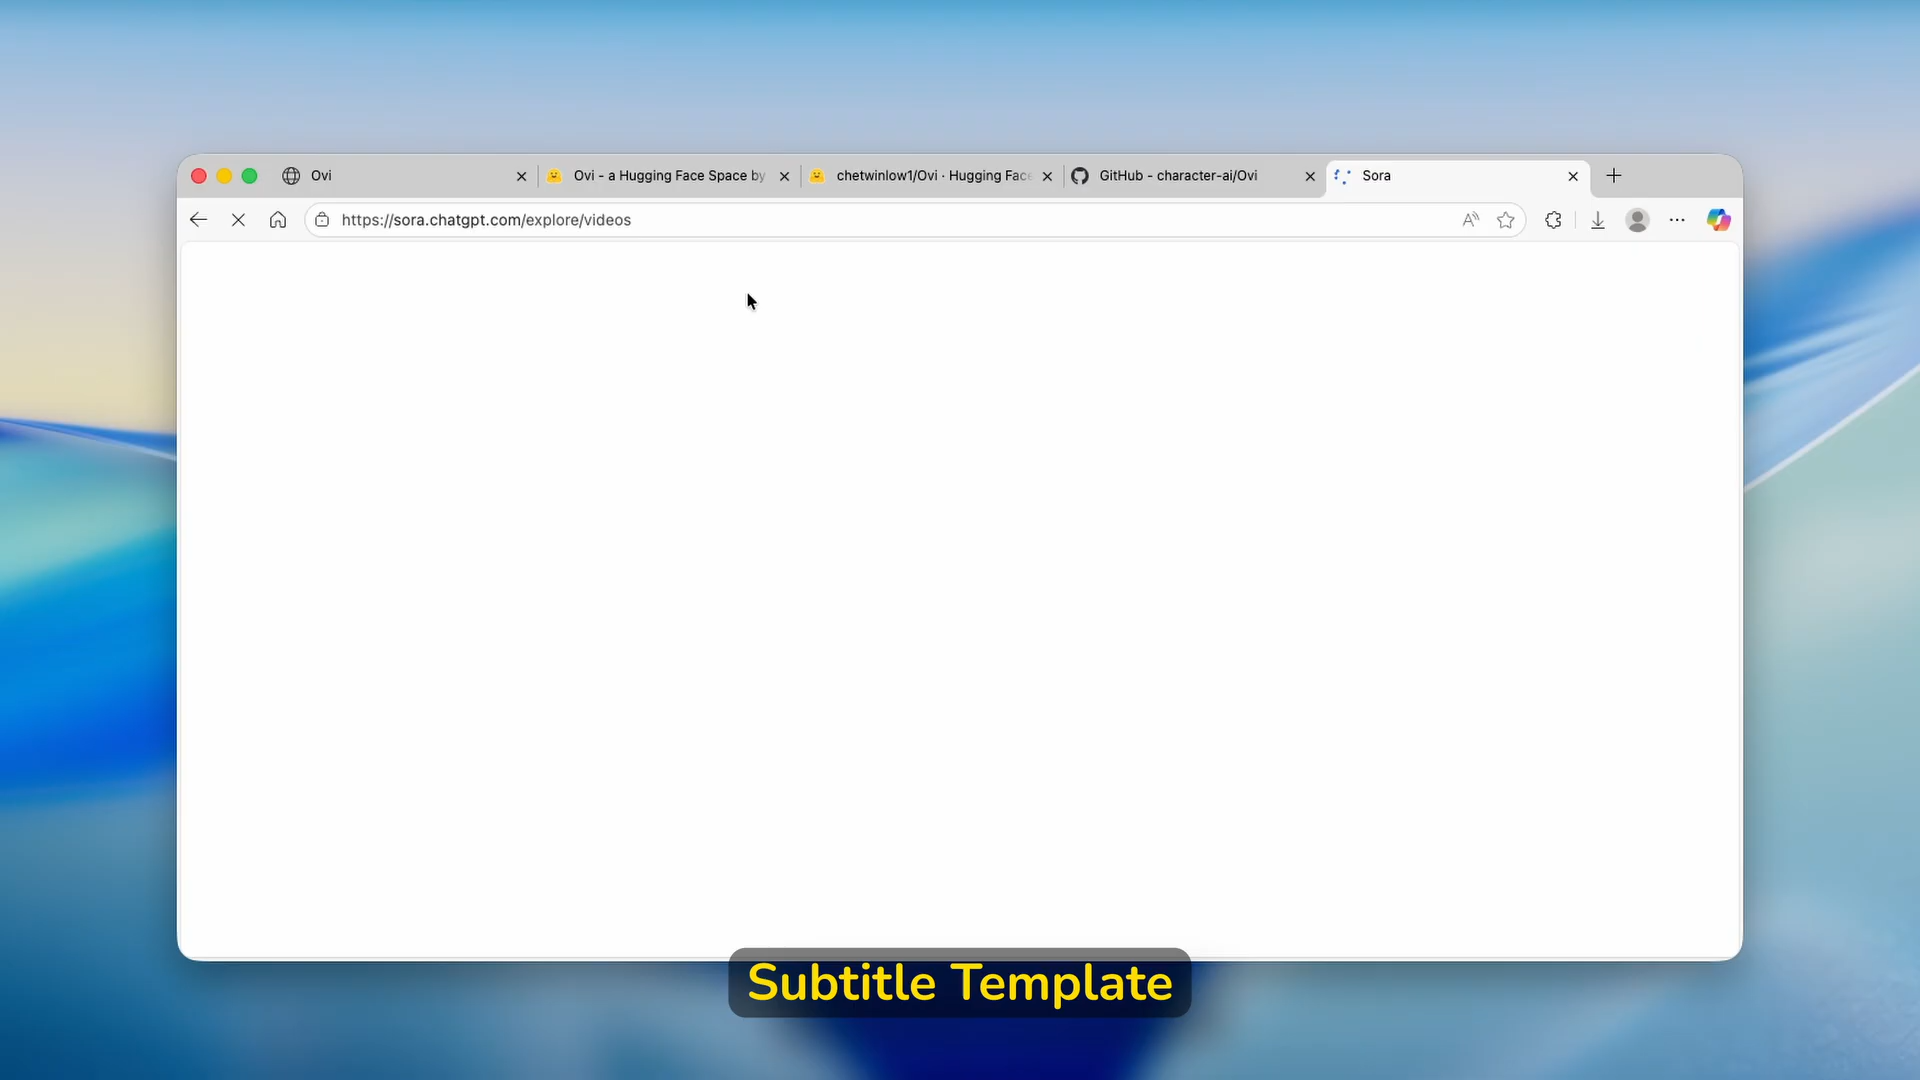 Ovi
Ovi - a Hugging Face Space by
chetwinlow1/Ovi · Hugging Face
GitHub - character-ai/Ovi
Sora
https://sora.chatgpt.com/explore/videos
Subtitle Template